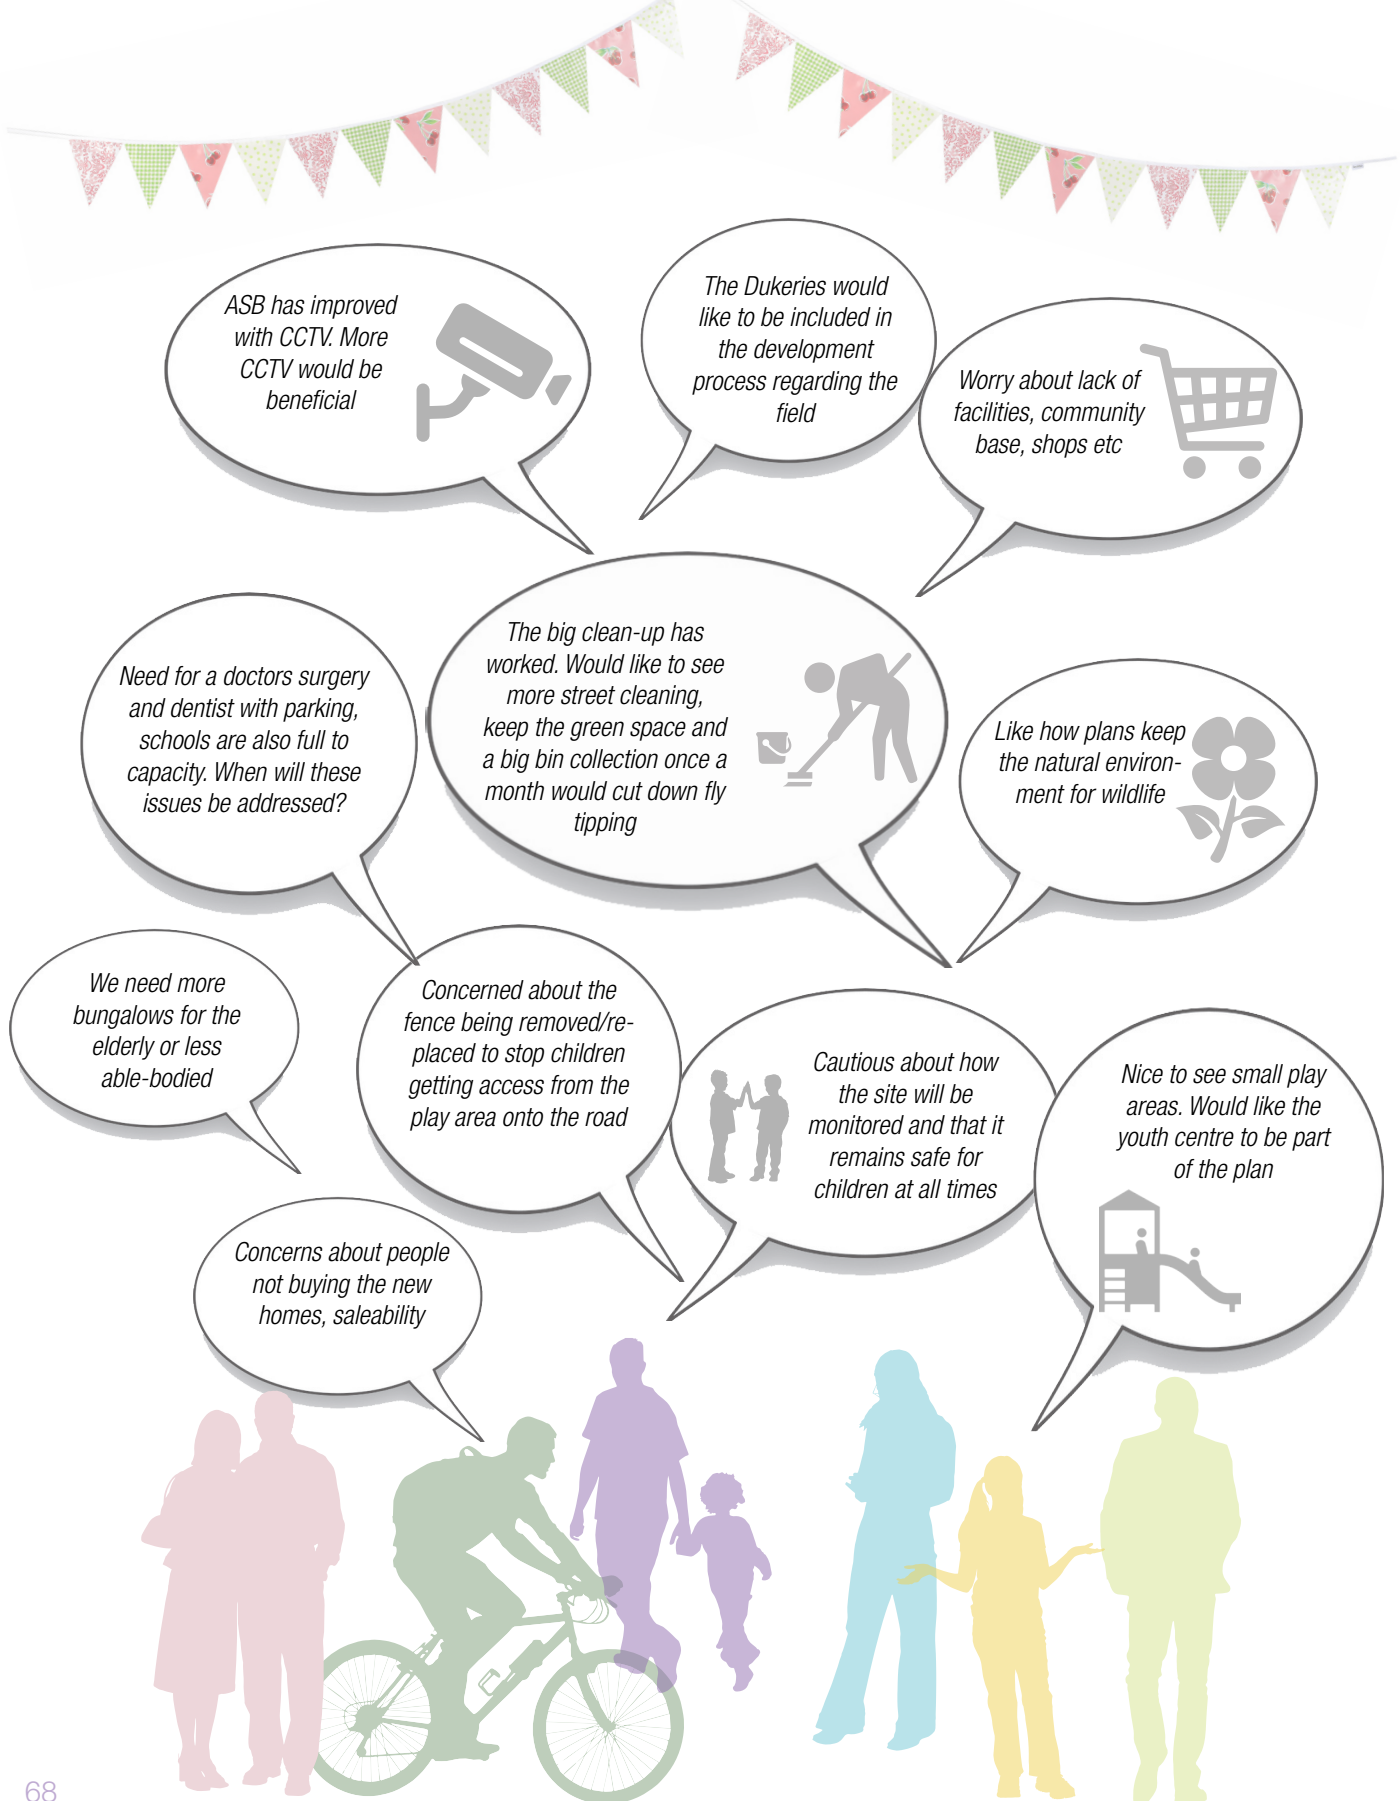 ASB has improved
with CCTV. More
CCTV would be
beneficial
The Dukeries would
like to be included in
the development
process regarding the
field
Worry about lack of
facilities, community
base, shops etc
Need for a doctors surgery
and dentist with parking,
schools are also full to
capacity. When will these
issues be addressed?
The big clean-up has
worked. Would like to see
more street cleaning,
keep the green space and
a big bin collection once a
month would cut down fly
tipping
Like how plans keep
the natural environ-
ment for wildlife
We need more
bungalows for the
elderly or less
able-bodied
Concerned about the
fence being removed/re-
placed to stop children
getting access from the
play area onto the road
Cautious about how
the site will be
monitored and that it
remains safe for
children at all times
Nice to see small play
areas. Would like the
youth centre to be part
of the plan
Concerns about people
not buying the new
homes, saleability
68